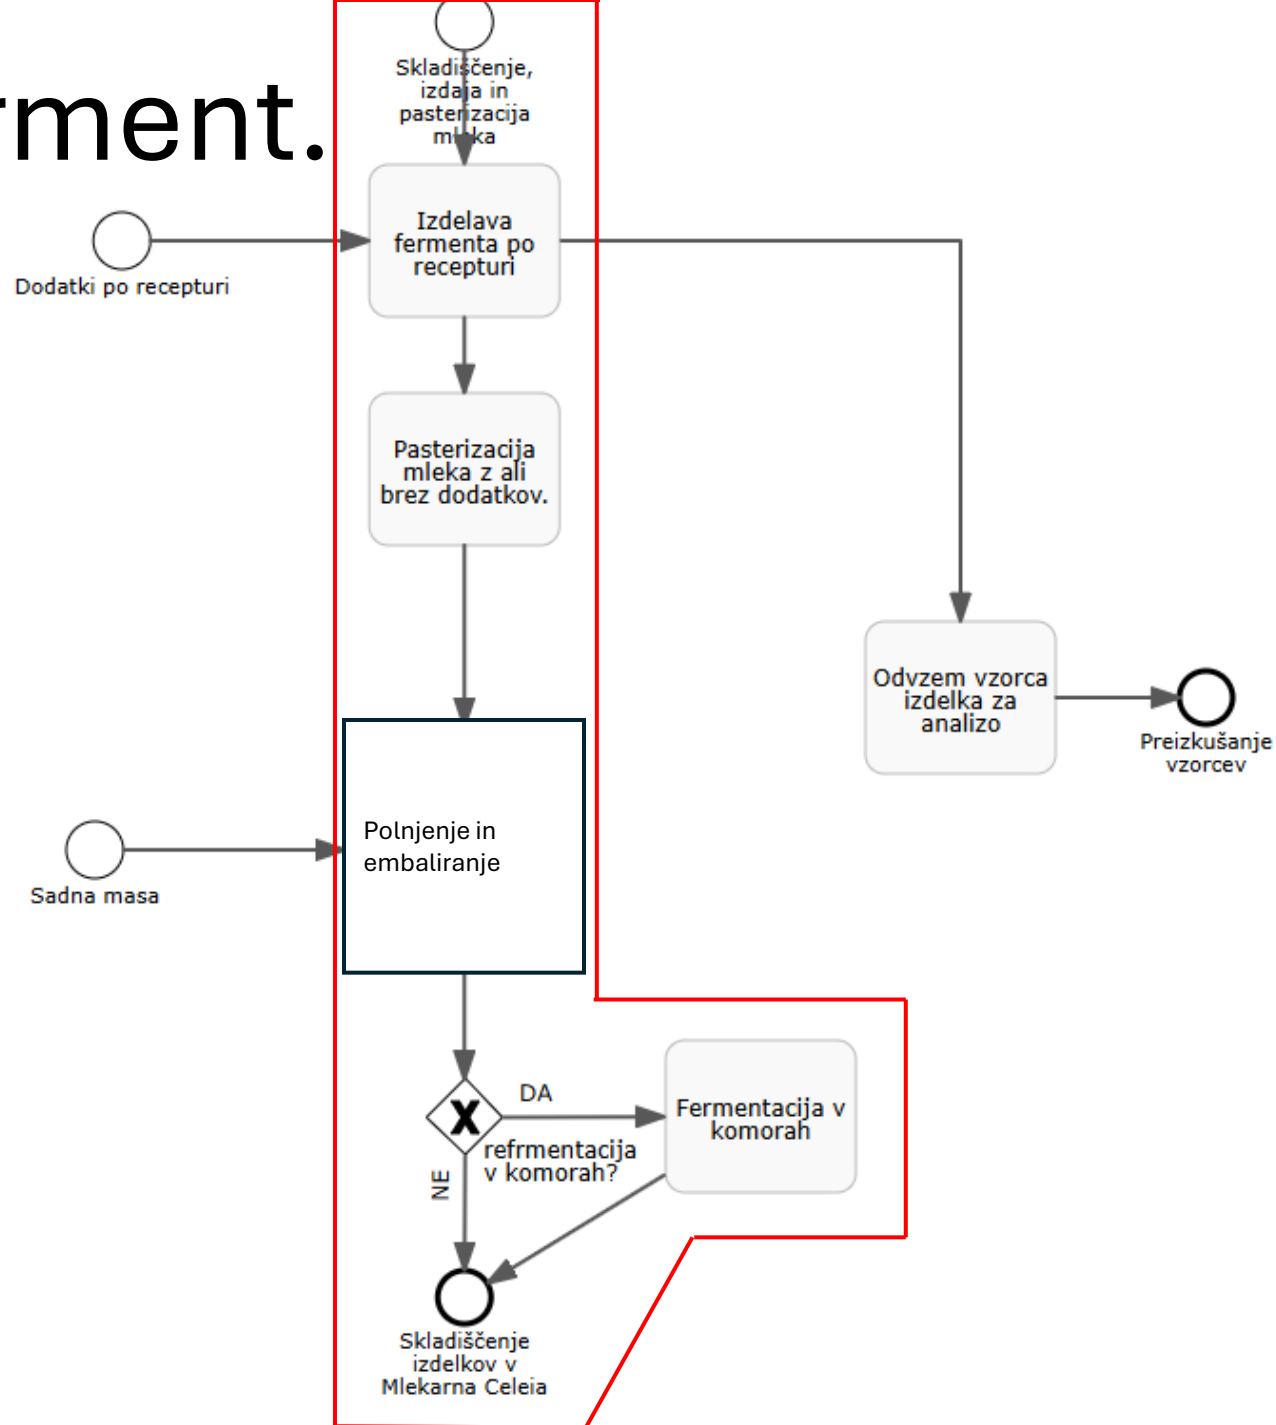 Skladiščenje,
izdaja in
pasterizacija
mleka
rment.
Izdelava
fermenta po
recepturi
Dodatki po recepturi
Pasterizacija
mleka z ali
brez dodatkov.
Odvzem vzorca
izdelka za
analizo
Preizkušanje
vzorcev
Polnjenje in
embaliranje
Sadna masa
DA
X
Fermentacija v
komorah
refrmentacija
v komorah?
NE
Skladiščenje
izdelkov v
Mlekarna Celeia